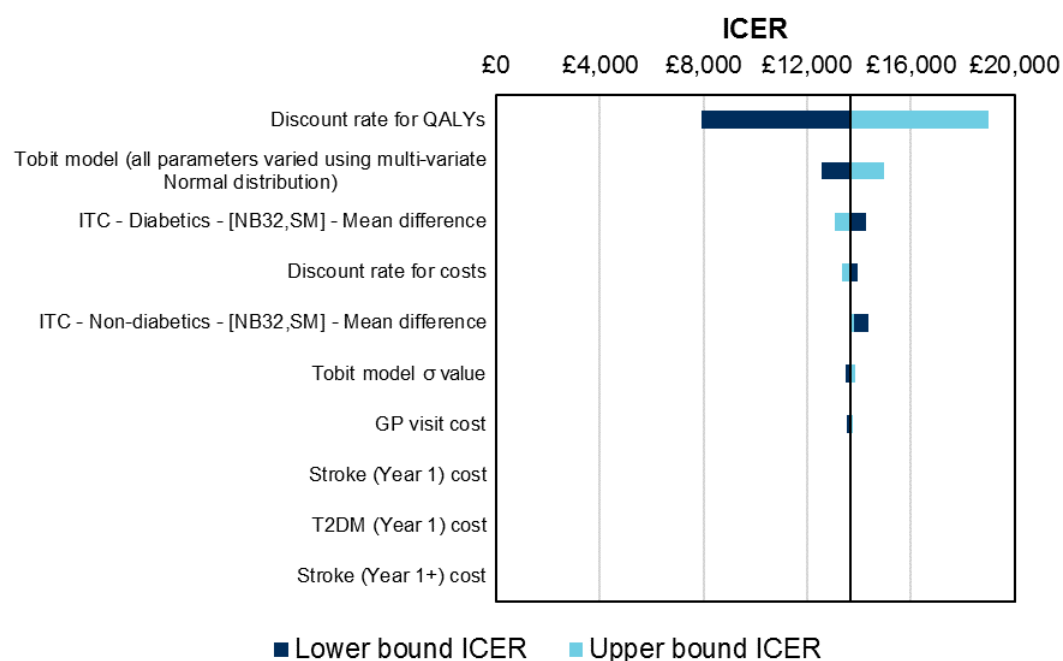 ICER
£0 £4,000 £8,000 £12,000 £16,000 £20,000
Discount rate for QALYs
Tobit model (all parameters varied using multi-variate
Normal distribution)
ITC - Diabetics - [NB32,SM] - Mean difference
Discount rate for costs
ITC - Non-diabetics - [NB32,SM] - Mean difference
Tobit model σ value
GP visit cost
Stroke (Year 1) cost
T2DM (Year 1) cost
Stroke (Year 1+) cost
Lower bound ICER Upper bound ICER